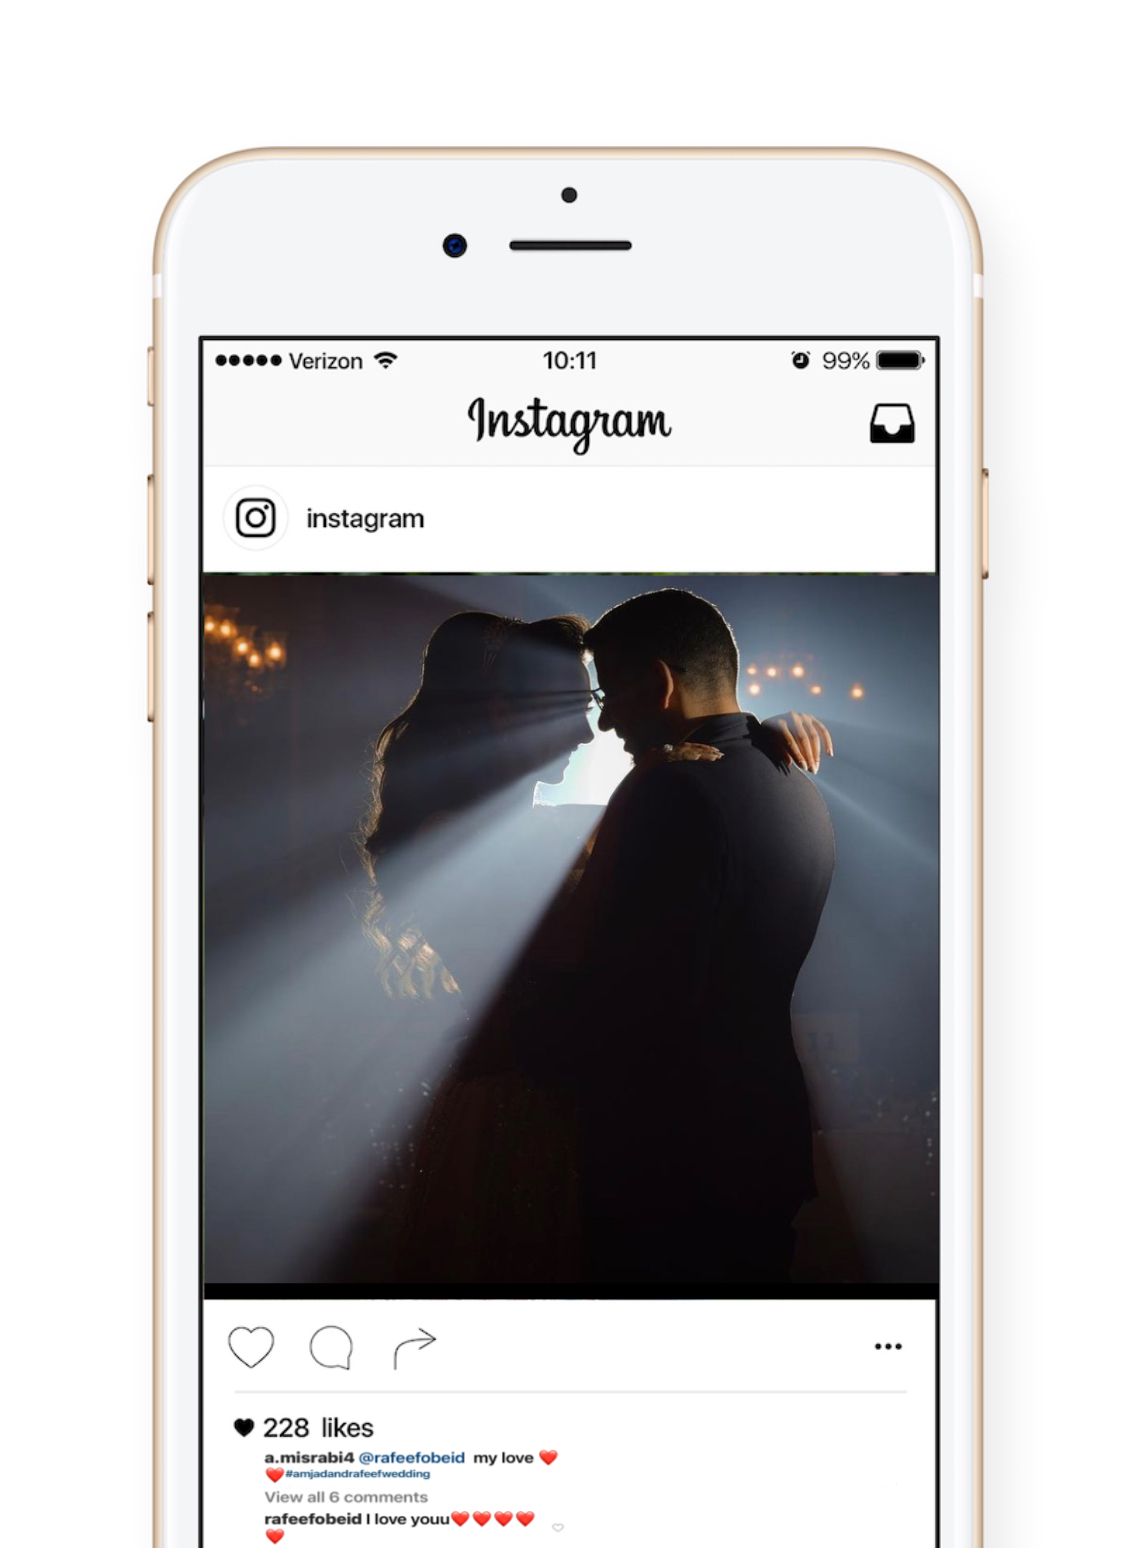 ●●●●● Verizon 10:11 99%
Instagram
instagram
228 likes
a.misrabi4 @rafeefobeid my love ❤️
❤️#amjadandrafeefwedding
View all 6 comments
rafeefobeid I love youu❤️❤️❤️❤️
❤️